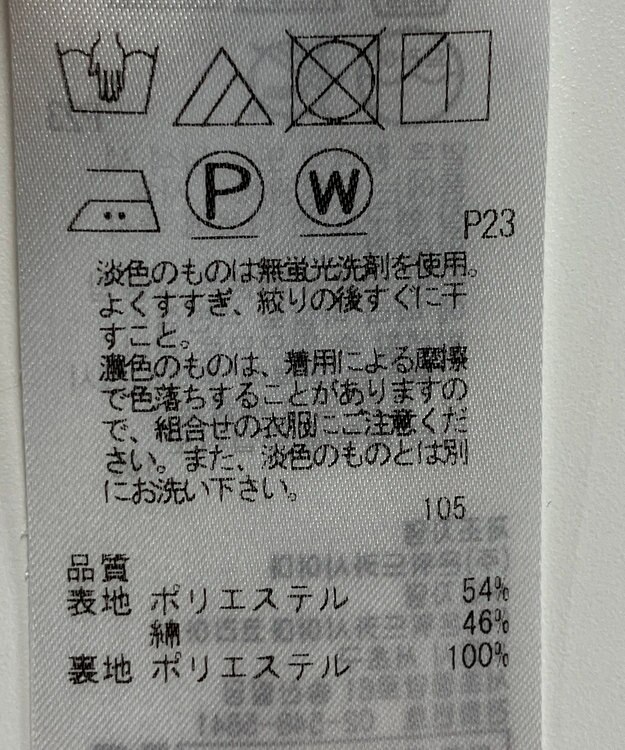 P
W
P23
淡色のものは無蛍光洗剤を使用。
よくすすぎ、絞りの後すぐに干
すこと。
濃色のものは、着用による摩擦
で色落ちすることがありますの
で、組合せの衣服にご注意くだ
さい。また、淡色のものとは別
にお洗い下さい。
105
品質
表地 ポリエステル 54%
綿 46%
裏地 ポリエステル 100%